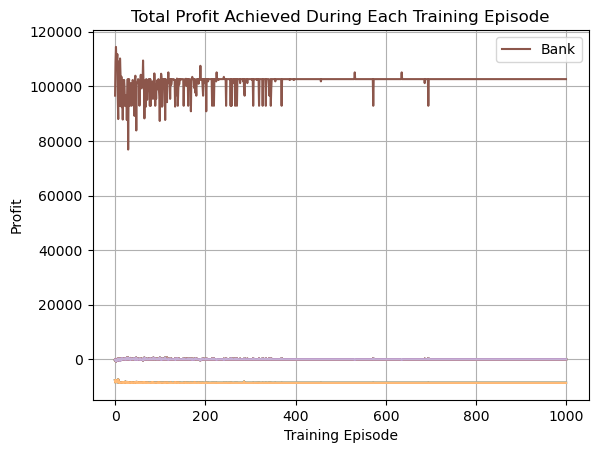 Total Profit Achieved During Each Training Episode
120000
100000
80000
60000
40000
20000
0
Profit
Bank
0 200 400 600 800 1000
Training Episode